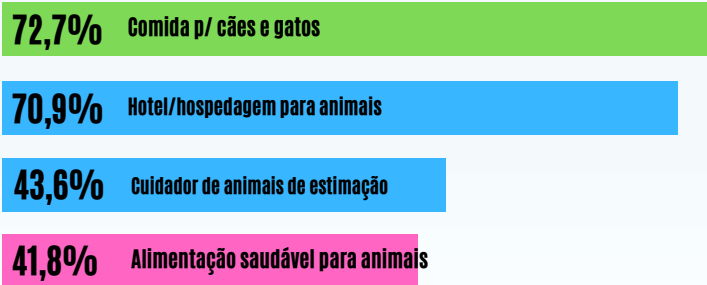 72,7% Comida p/ cães e gatos
70,9% Hotel/hospedagem para animais
43,6% Cuidador de animais de estimação
41,8% Alimentação saudável para animais